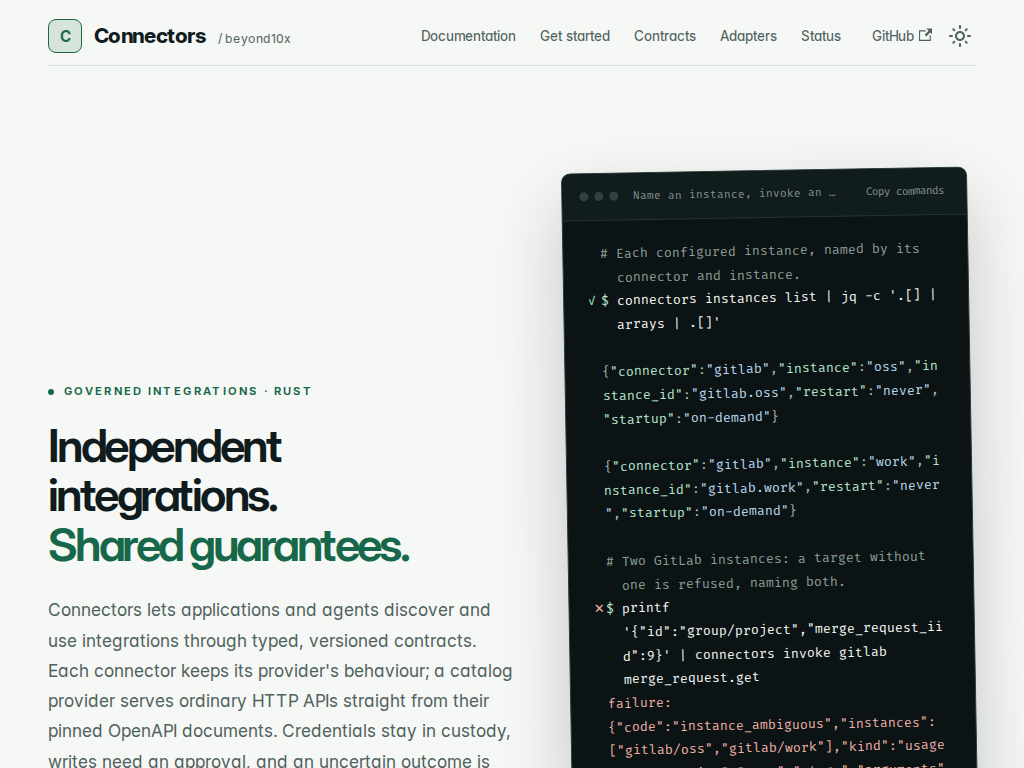 C Connectors / beyond10x Documentation Get started Contracts Adapters Status GitHub
GOVERNED INTEGRATIONS · RUST
Independent
integrations.
Shared guarantees.
Connectors lets applications and agents discover and
use integrations through typed, versioned contracts.
Each connector keeps its provider's behaviour; a catalog
provider serves ordinary HTTP APIs straight from their
pinned OpenAPI documents. Credentials stay in custody,
writes need an approval, and an uncertain outcome is
Name an instance, invoke an … Copy commands
# Each configured instance, named by its
connector and instance.
√ $ connectors instances list | jq -c '.[] |
arrays | .[]'
{"connector":"gitlab","instance":"oss","in
stance_id":"gitlab.oss","restart":"never",
"startup":"on-demand"}
{"connector":"gitlab","instance":"work","i
nstance_id":"gitlab.work","restart":"never
","startup":"on-demand"}
# Two GitLab instances: a target without
one is refused, naming both.
✕ $ printf
'{"id":"group/project","merge_request_ii
d":9}' | connectors invoke gitlab
merge_request.get
failure:
{"code":"instance_ambiguous","instances":
["gitlab/oss","gitlab/work"],"kind":"usage